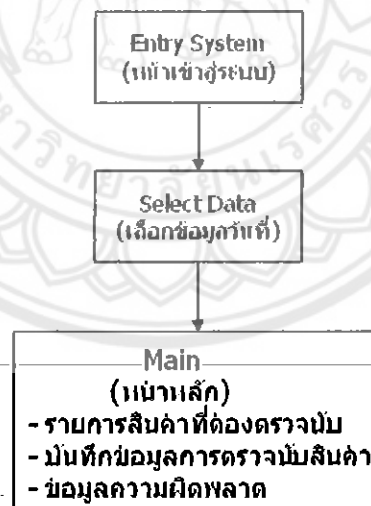 Entry System
(หน้าเข้าสู่ระบบ)
Select Data
(เลือกข้อมูลวันที่)
Main
(หน้าหลัก)
- รายการสินค้าที่ต้องตรวจนับ
- บันทึกข้อมูลการตรวจนับสินค้า
- ข้อมูลความผิดพลาด